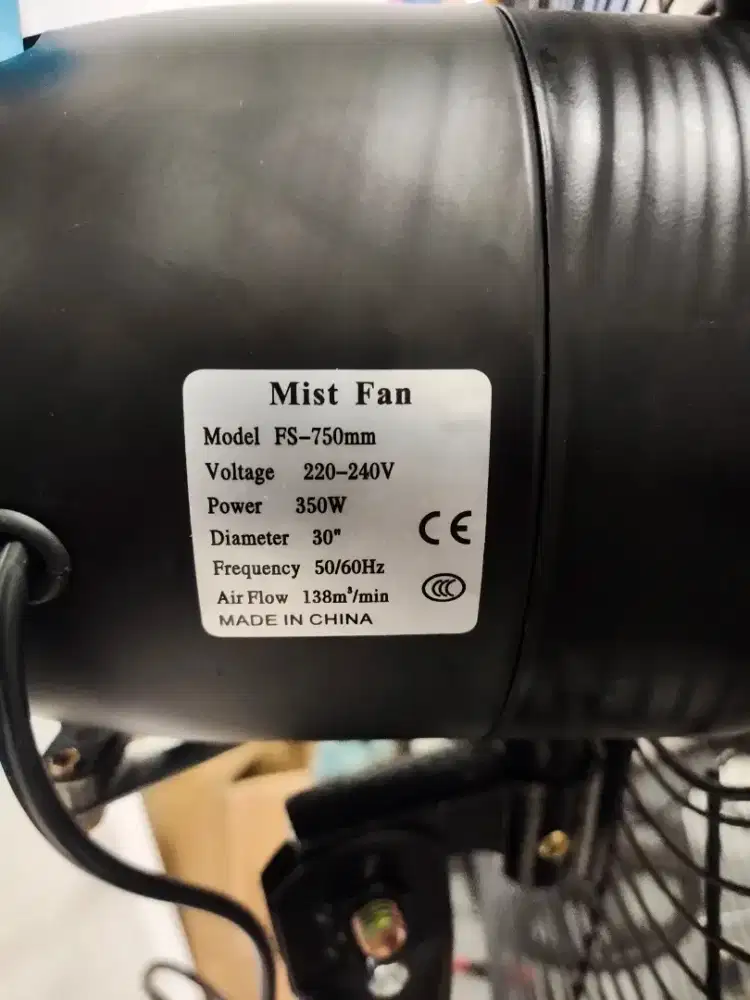 Mist Fan
Model FS-750mm
Voltage 220-240V
Power 350W
Diameter 30"
Frequency 50/60Hz
Air Flow 138m³/min
MADE IN CHINA
CE
CCC